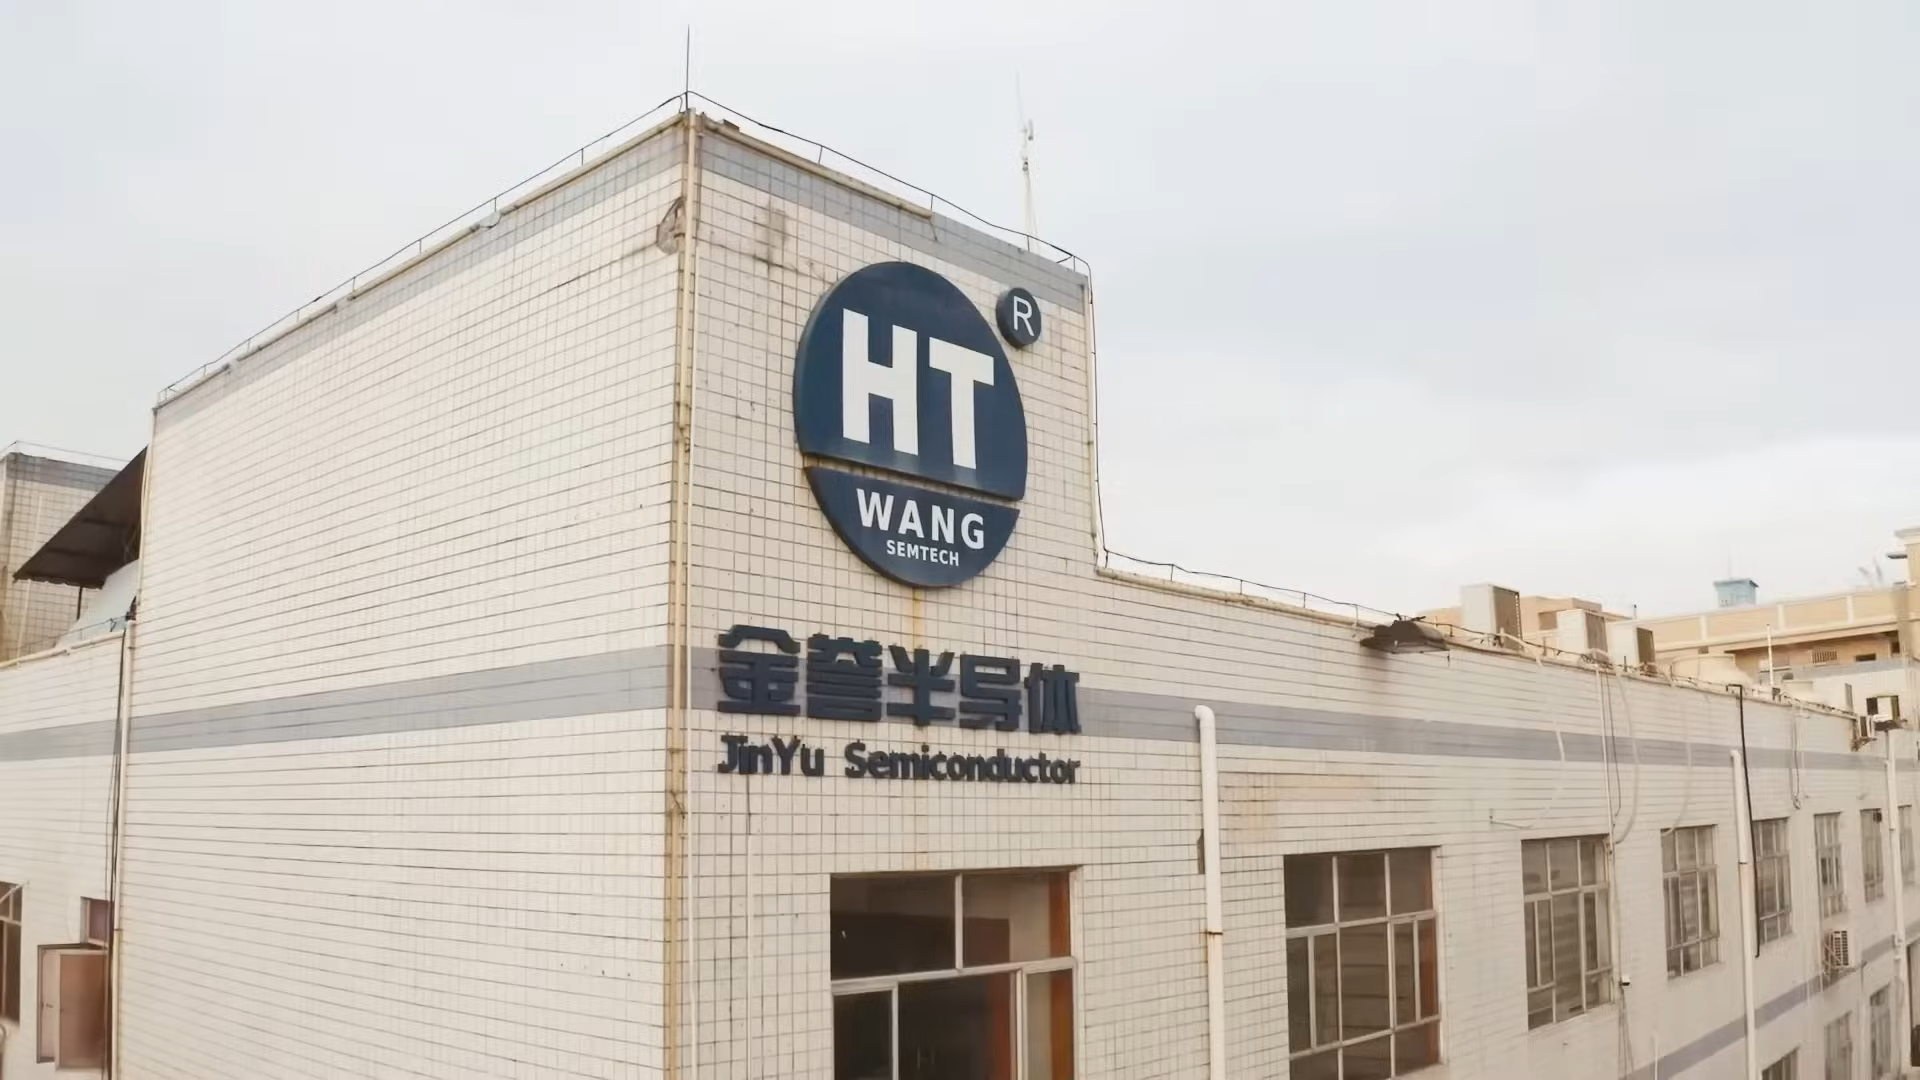 HT
®
WANG
SEMTECH
金誉半导体
JinYu Semiconductor